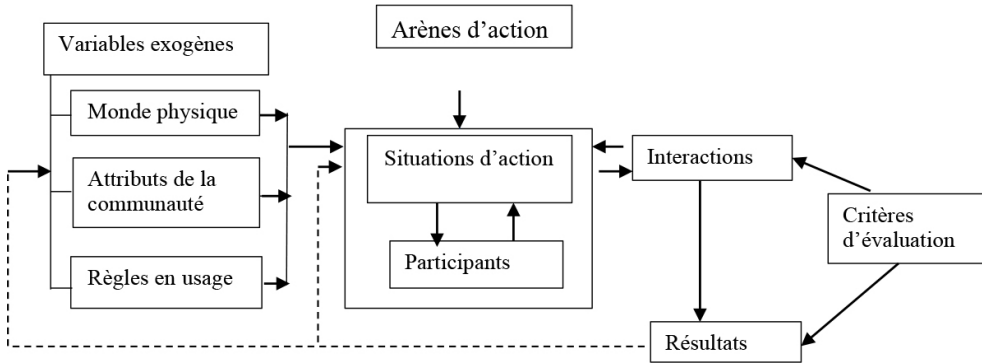 Variables exogènes
Monde physique
Attributs de la
communauté
Règles en usage
Arènes d’action
Situations d’action
Participants
Interactions
Critères
d’évaluation
Résultats